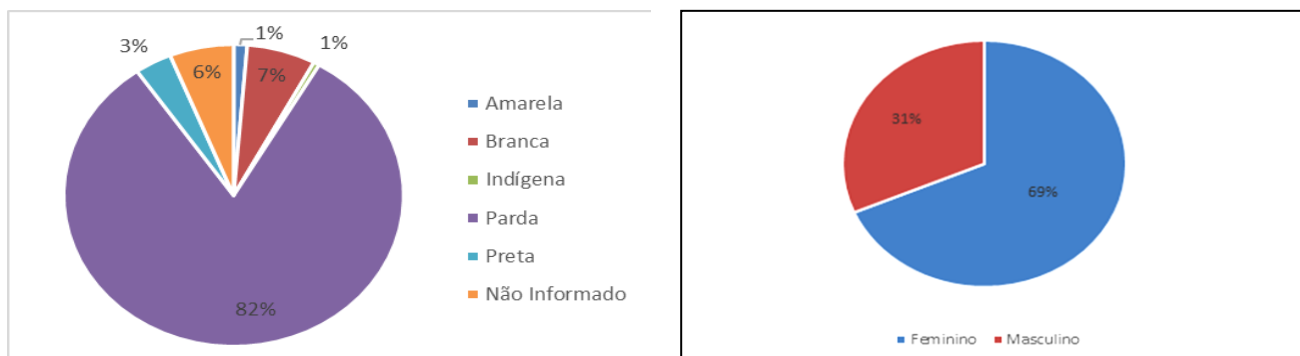 1%
1%
3%
6%
7%
82%
Amarela
Branca
Indígena
Parda
Preta
Não Informado
31%
69%
Feminino Masculino